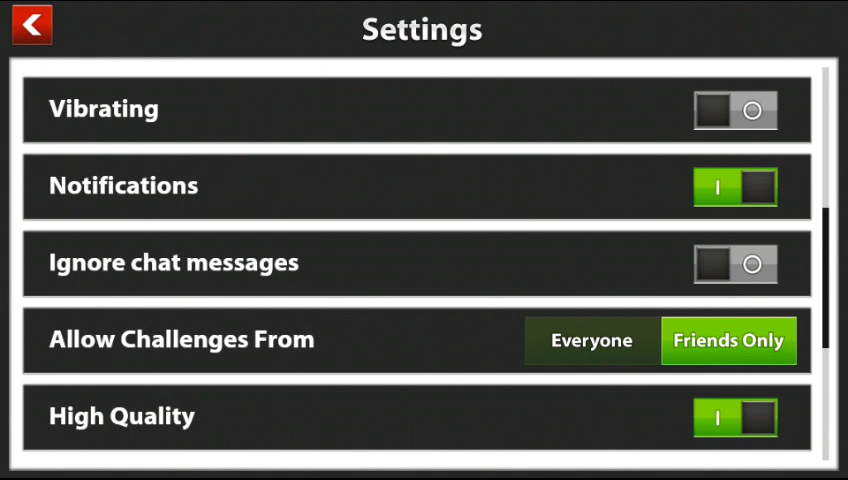 Settings
Vibrating
Notifications
Ignore chat messages
Allow Challenges From Everyone Friends Only
High Quality